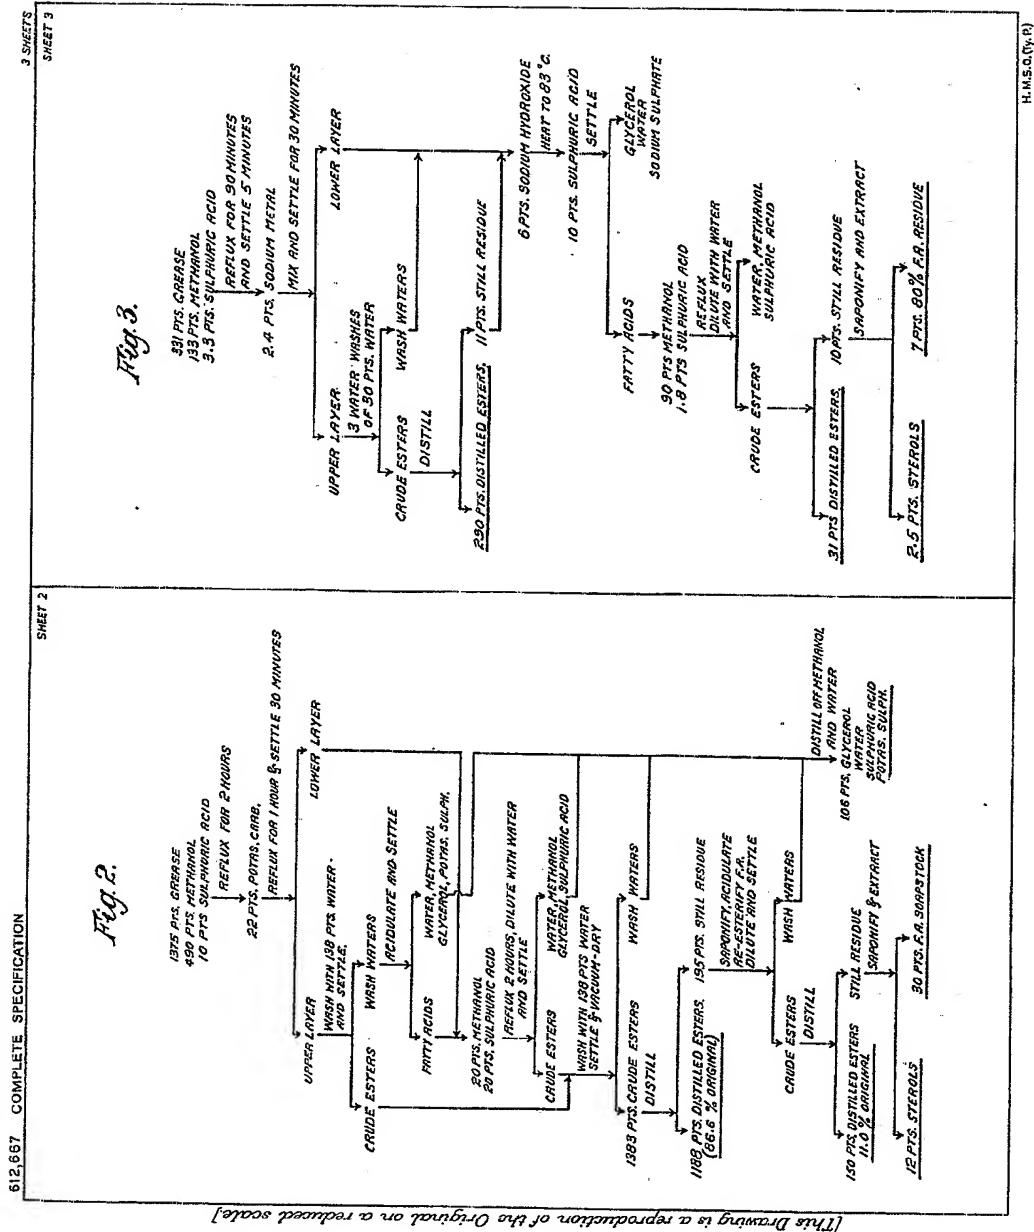 612,667 COMPLETE SPECIFICATION
3 SHEETS
SHEET 2
Fig. 2.
1375 PTS. GREASE
490 PTS. METHANOL
10 PTS SULPHURIC ACID
REFLUX FOR 2 HOURS
22 PTS. POTAS. CARB.
REFLUX FOR 1 HOUR & SETTLE 30 MINUTES
UPPER LAYER
LOWER LAYER
WASH WITH 138 PTS. WATER
AND SETTLE.
CRUDE ESTERS
WASH WATERS
ACIDULATE AND SETTLE
FATTY ACIDS
WATER, METHANOL
GLYCEROL, POTAS. SULPH.
20 PTS. METHANOL
20 PTS, SULPHURIC ACID
REFLUX 2 HOURS, DILUTE WITH WATER
AND SETTLE
CRUDE ESTERS
WATER, METHANOL
GLYCEROL, SULPHURIC ACID
WASH WITH 138 PTS WATER
SETTLE & VACUUM-DRY
1383 PTS. CRUDE ESTERS
WASH WATERS
DISTILL
1188 PTS. DISTILLED ESTERS.
(86.6 % ORIGINAL)
195 PTS. STILL RESIDUE
SAPONIFY, ACIDULATE
RE-ESTERIFY F.A.
DILUTE AND SETTLE
CRUDE ESTERS
WASH WATERS
DISTILL
DISTILL OFF METHANOL
AND WATER
106 PTS. GLYCEROL
WATER
SULPHURIC ACID
POTAS. SULPH.
150 PTS, DISTILLED ESTERS
11.0 % ORIGINAL
STILL RESIDUE
SAPONIFY & EXTRACT
12 PTS. STEROLS
30 PTS. F.A. SOAPSTOCK
SHEET 3
Fig. 3.
331 PTS. GREASE
133 PTS. METHANOL
3.3 PTS. SULPHURIC ACID
REFLUX FOR 90 MINUTES
AND SETTLE 5 MINUTES
2.4 PTS. SODIUM METAL
MIX AND SETTLE FOR 30 MINUTES
UPPER LAYER
LOWER LAYER
3 WATER WASHES
OF 30 PTS. WATER
CRUDE ESTERS
WASH WATERS
DISTILL
290 PTS. DISTILLED ESTERS,
11 PTS. STILL RESIDUE
6 PTS. SODIUM HYDROXIDE
HEAT TO 83°C.
10 PTS. SULPHURIC ACID
SETTLE
FATTY ACIDS
GLYCEROL
WATER
SODIUM SULPHATE
90 PTS METHANOL
1.8 PTS SULPHURIC ACID
REFLUX
DILUTE WITH WATER
AND SETTLE
CRUDE ESTERS
WATER, METHANOL
SULPHURIC ACID
31 PTS DISTILLED ESTERS,
10 PTS. STILL RESIDUE
SAPONIFY AND EXTRACT
2.5 PTS. STEROLS
7 PTS. 80% F.A. RESIDUE
H.M.S.O. (Ty. P.)
[This Drawing is a reproduction of the Original on a reduced scale]